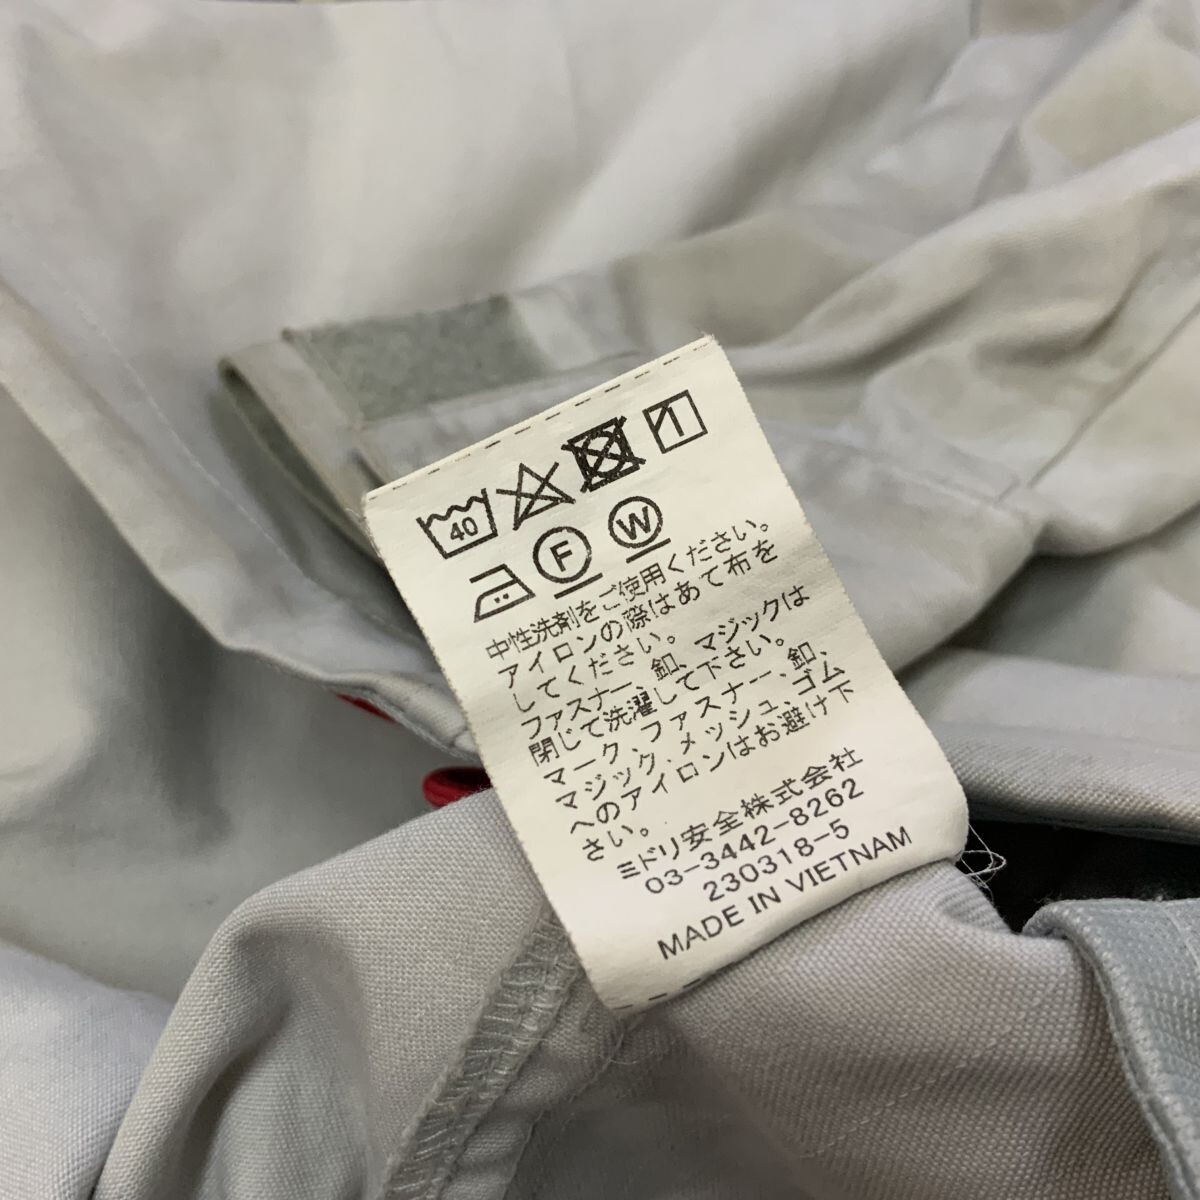 40
F W
中性洗剤をご使用ください。
アイロンの際はあて布を
してください。
ファスナー、釦、マジックは
閉じて洗濯して下さい。
マーク、ファスナー、釦、
マジック、メッシュ、ゴム
へのアイロンはお避け下
さい。
ミドリ安全株式会社
03-3442-8262
230318-5
MADE IN VIETNAM